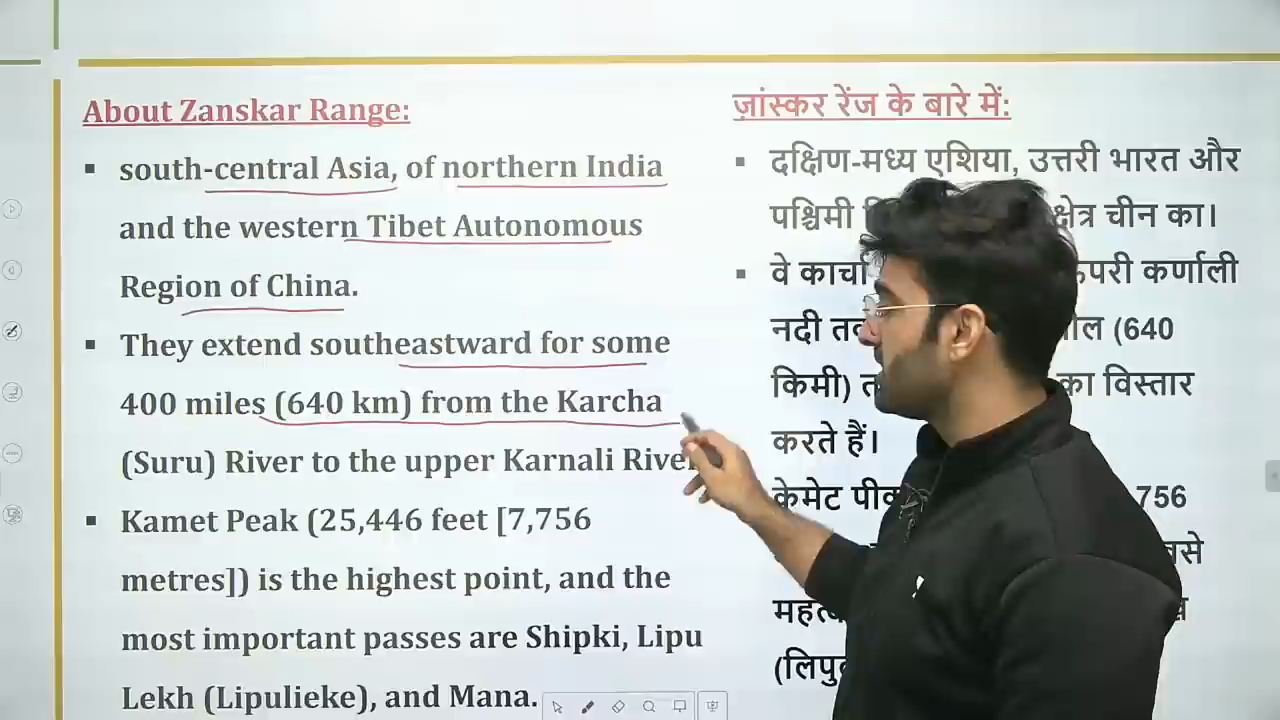 About Zanskar Range:
▪ south-central Asia, of northern India
and the western Tibet Autonomous
Region of China.
▪ They extend southeastward for some
400 miles (640 km) from the Karcha
(Suru) River to the upper Karnali River
▪ Kamet Peak (25,446 feet [7,756
metres]) is the highest point, and the
most important passes are Shipki, Lipu
Lekh (Lipulieke), and Mana.
ज़ांस्कर रेंज के बारे में:
▪ दक्षिण-मध्य एशिया, उत्तरी भारत और
पश्चिमी क्षेत्र चीन का।
▪ वे कर्णाली
नदी (640
किमी) का विस्तार
करते हैं।
केमेट 756